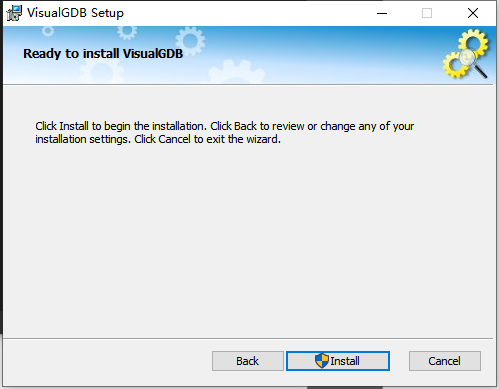 VisualGDB Setup
Ready to install VisualGDB
Click Install to begin the installation. Click Back to review or change any of your
installation settings. Click Cancel to exit the wizard.
Back
Install
Cancel